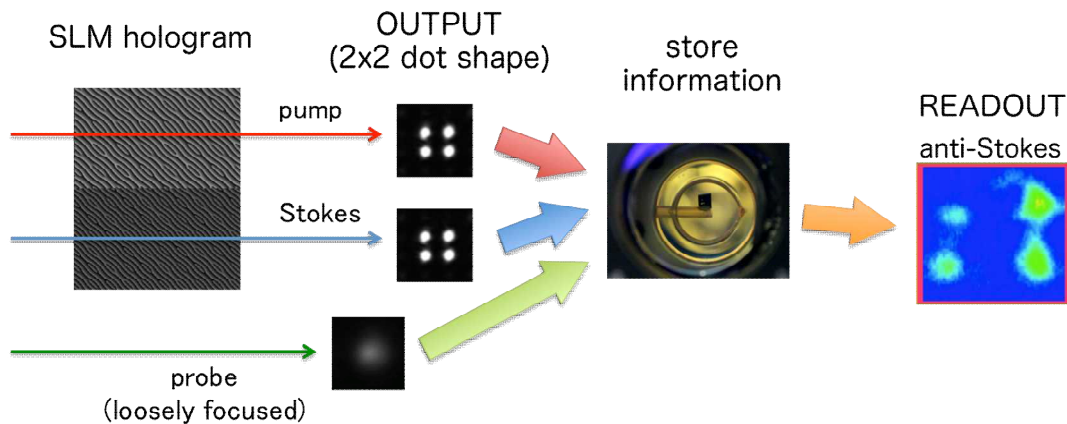 SLM hologram
OUTPUT
(2x2 dot shape)
store
information
READOUT
anti-Stokes
pump
Stokes
probe
(loosely focused)